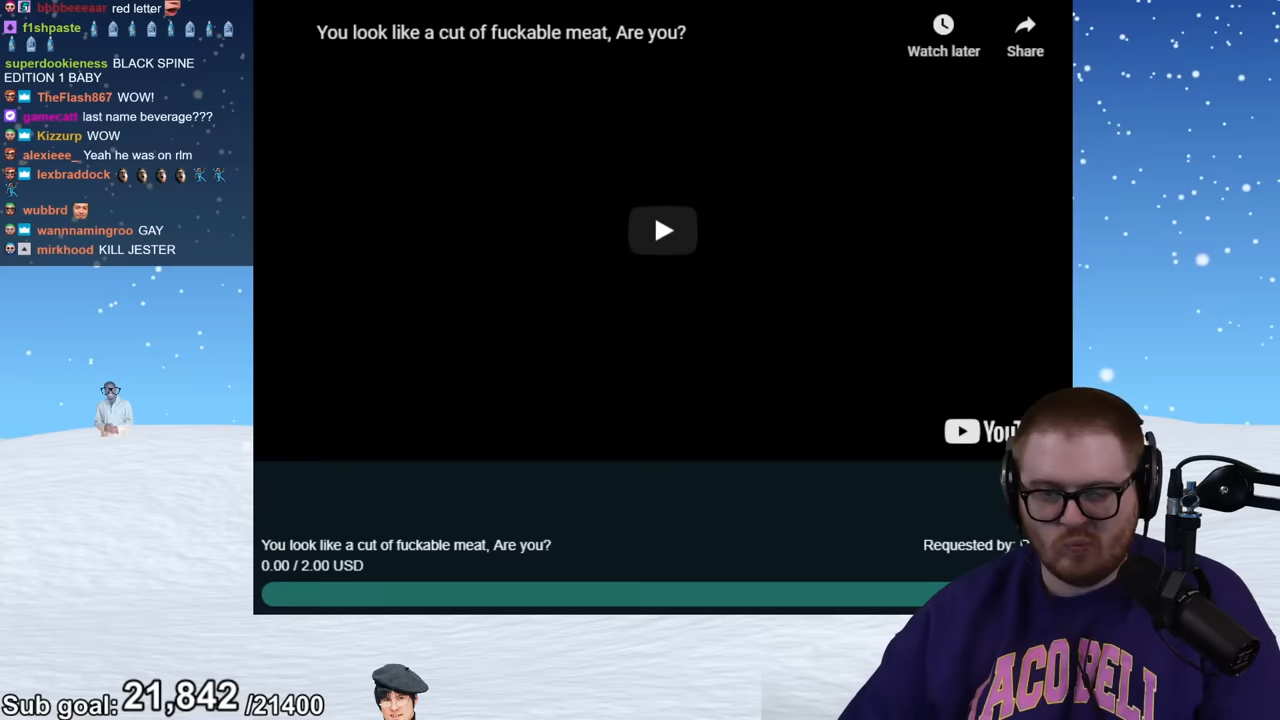 bbbbeeeaar red letter
f1shpaste
superdookieness BLACK SPINE
EDITION 1 BABY
TheFlash867 WOW!
gamecatt last name beverage???
Kizzurp WOW
alexieee_ Yeah he was on rlm
lexbraddock
wubbrd
wannnamingroo GAY
mirkhood KILL JESTER
You look like a cut of fuckable meat, Are you?
Watch later
Share
You look like a cut of fuckable meat, Are you?
0.00 / 2.00 USD
Requested by:
TACO BELL
Sub goal: 21,842 /21400